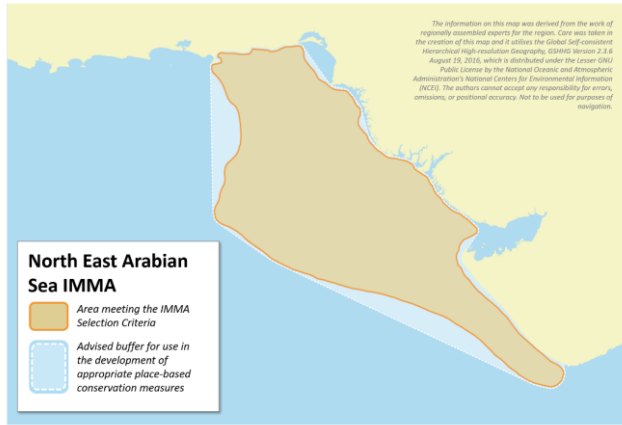 The information on this map was derived from the work of
regionally assembled experts for the region. Care was taken in
the creation of this map and it utilises the Global Self-consistent
Hierarchical High-resolution Geography, GSHHG Version 2.3.6
August 19, 2016, which is distributed under the Lesser GNU
Public License by the National Oceanic and Atmospheric
Administration's National Centers for Environmental Information
(NCEI). The authors cannot accept any responsibility for errors,
omissions, or positional accuracy. Not to be used for purposes of
navigation.
North East Arabian
Sea IMMA
Area meeting the IMMA
Selection Criteria
Advised buffer for use in
the development of
appropriate place-based
conservation measures